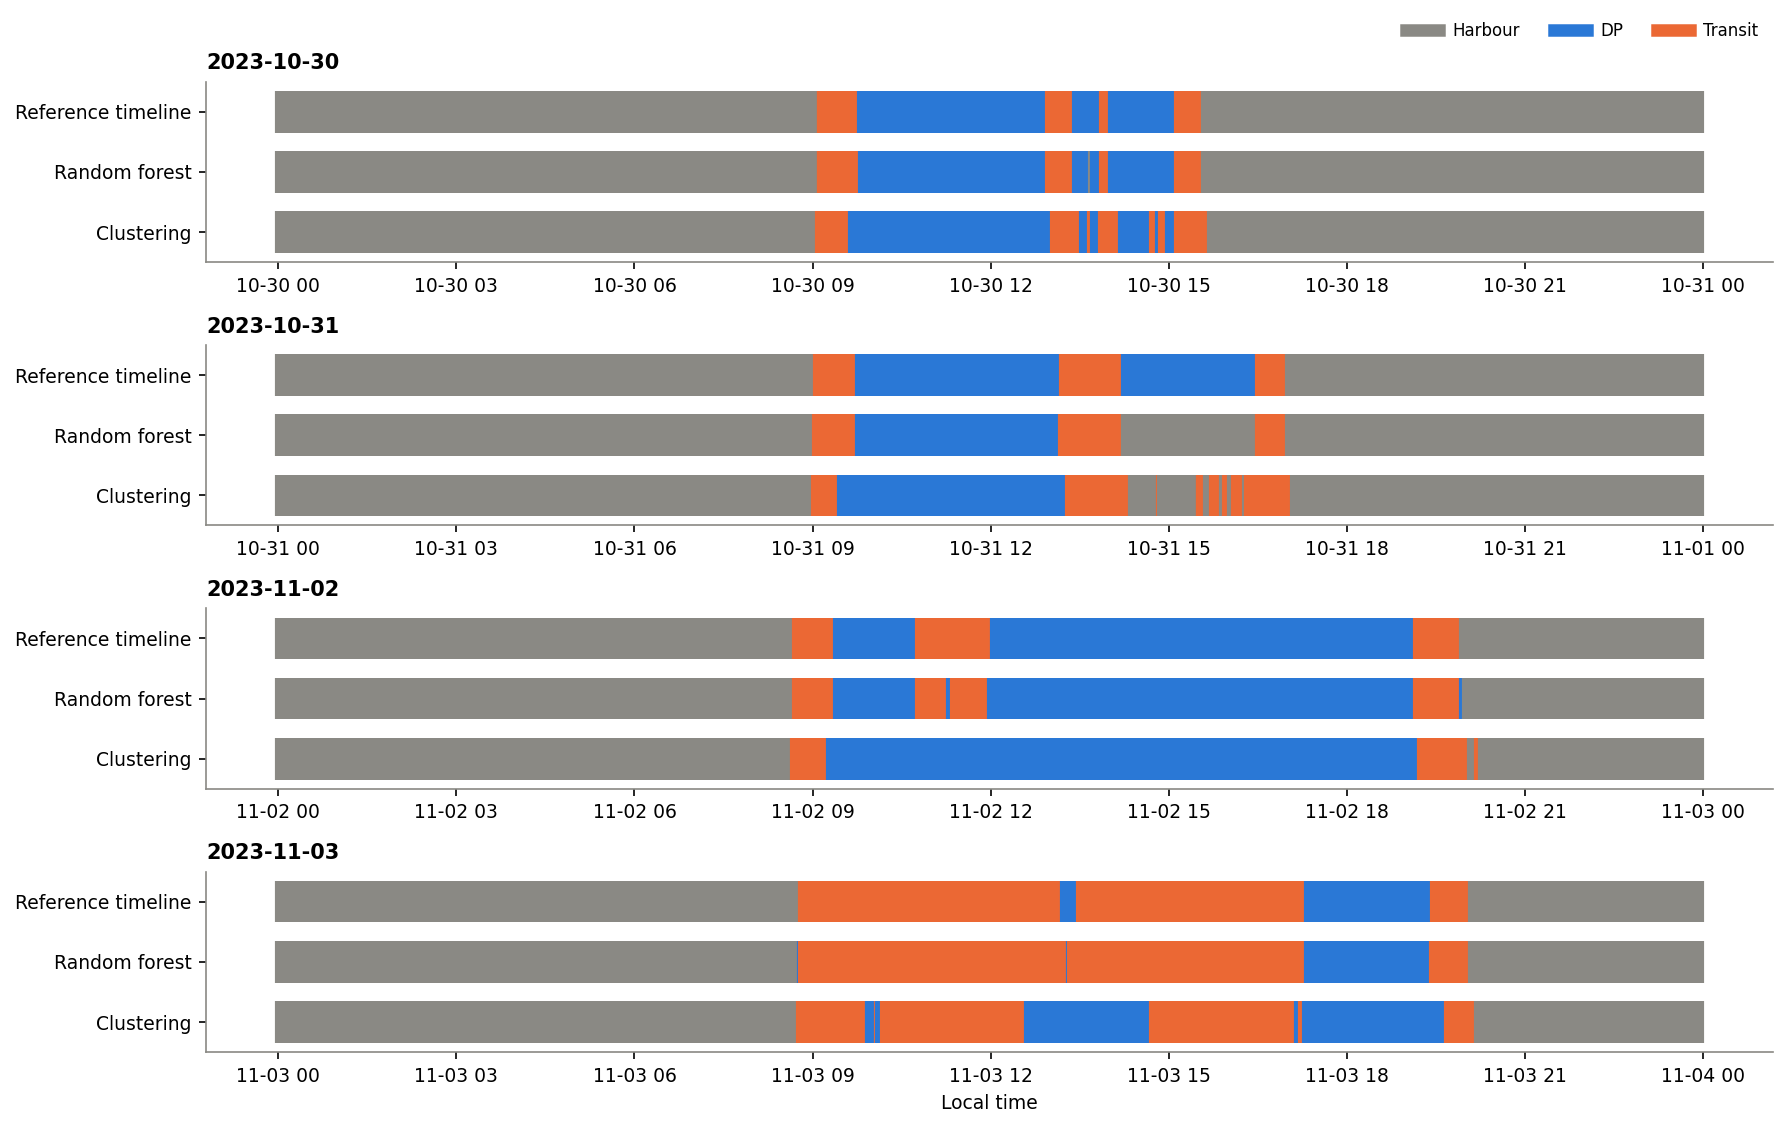 Harbour DP Transit
2023-10-30
Reference timeline
Random forest
Clustering
10-30 00 10-30 03 10-30 06 10-30 09 10-30 12 10-30 15 10-30 18 10-30 21 10-31 00
2023-10-31
Reference timeline
Random forest
Clustering
10-31 00 10-31 03 10-31 06 10-31 09 10-31 12 10-31 15 10-31 18 10-31 21 11-01 00
2023-11-02
Reference timeline
Random forest
Clustering
11-02 00 11-02 03 11-02 06 11-02 09 11-02 12 11-02 15 11-02 18 11-02 21 11-03 00
2023-11-03
Reference timeline
Random forest
Clustering
11-03 00 11-03 03 11-03 06 11-03 09 11-03 12 11-03 15 11-03 18 11-03 21 11-04 00
Local time